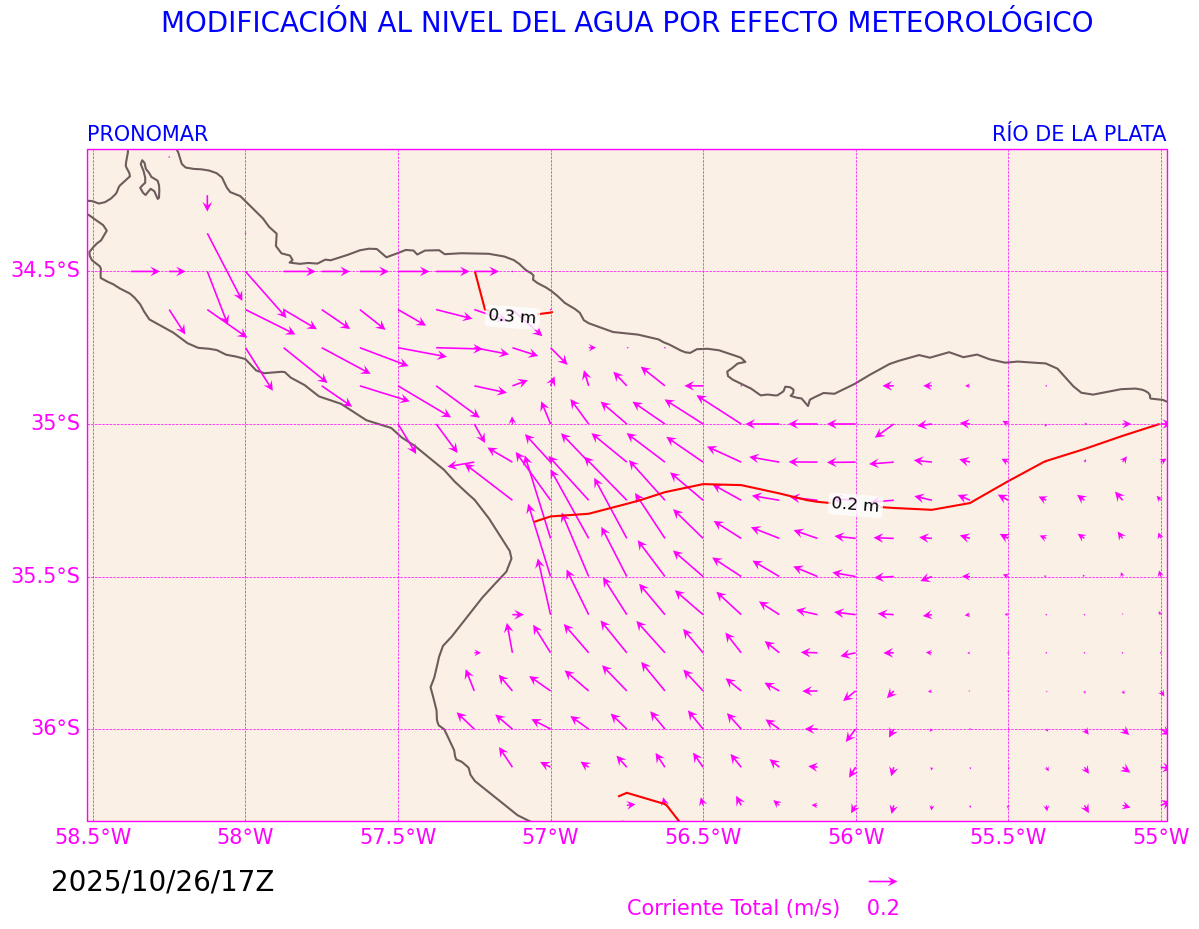 MODIFICACIÓN AL NIVEL DEL AGUA POR EFECTO METEOROLÓGICO
PRONOMAR
RÍO DE LA PLATA
34.5°S
0.3 m
35°S
0.2 m
35.5°S
36°S
58.5°W
58°W
57.5°W
57°W
56.5°W
56°W
55.5°W
55°W
2025/10/26/17Z
Corriente Total (m/s)
0.2